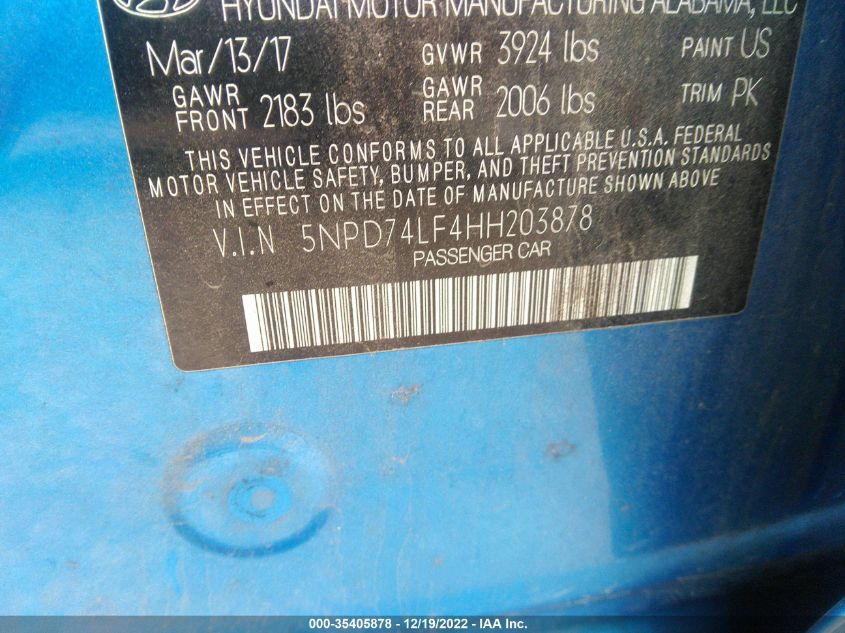 HYUNDAI MOTOR MANUFACTURING ALABAMA, LLC
Mar/13/17 GVWR 3924 lbs PAINT US
GAWR FRONT 2183 lbs GAWR REAR 2006 lbs TRIM PK
THIS VEHICLE CONFORMS TO ALL APPLICABLE U.S.A. FEDERAL
MOTOR VEHICLE SAFETY, BUMPER, AND THEFT PREVENTION STANDARDS
IN EFFECT ON THE DATE OF MANUFACTURE SHOWN ABOVE
V.I.N 5NPD74LF4HH203878
PASSENGER CAR
000-35405878 - 12/19/2022 - IAA Inc.